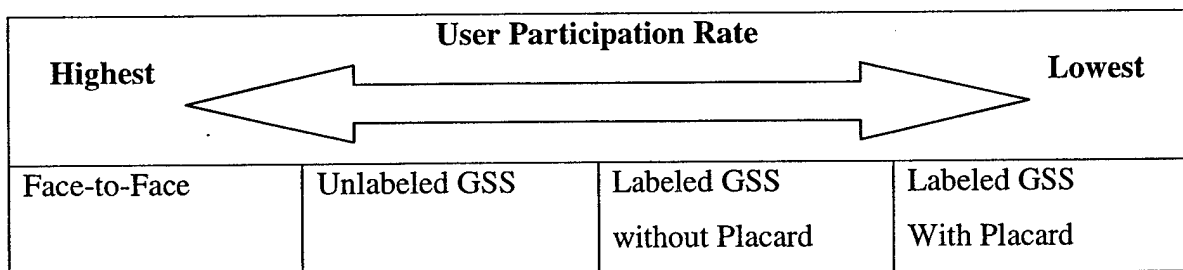 User Participation Rate
Highest
Lowest
Face-to-Face
Unlabeled GSS
Labeled GSS
without Placard
Labeled GSS
With Placard